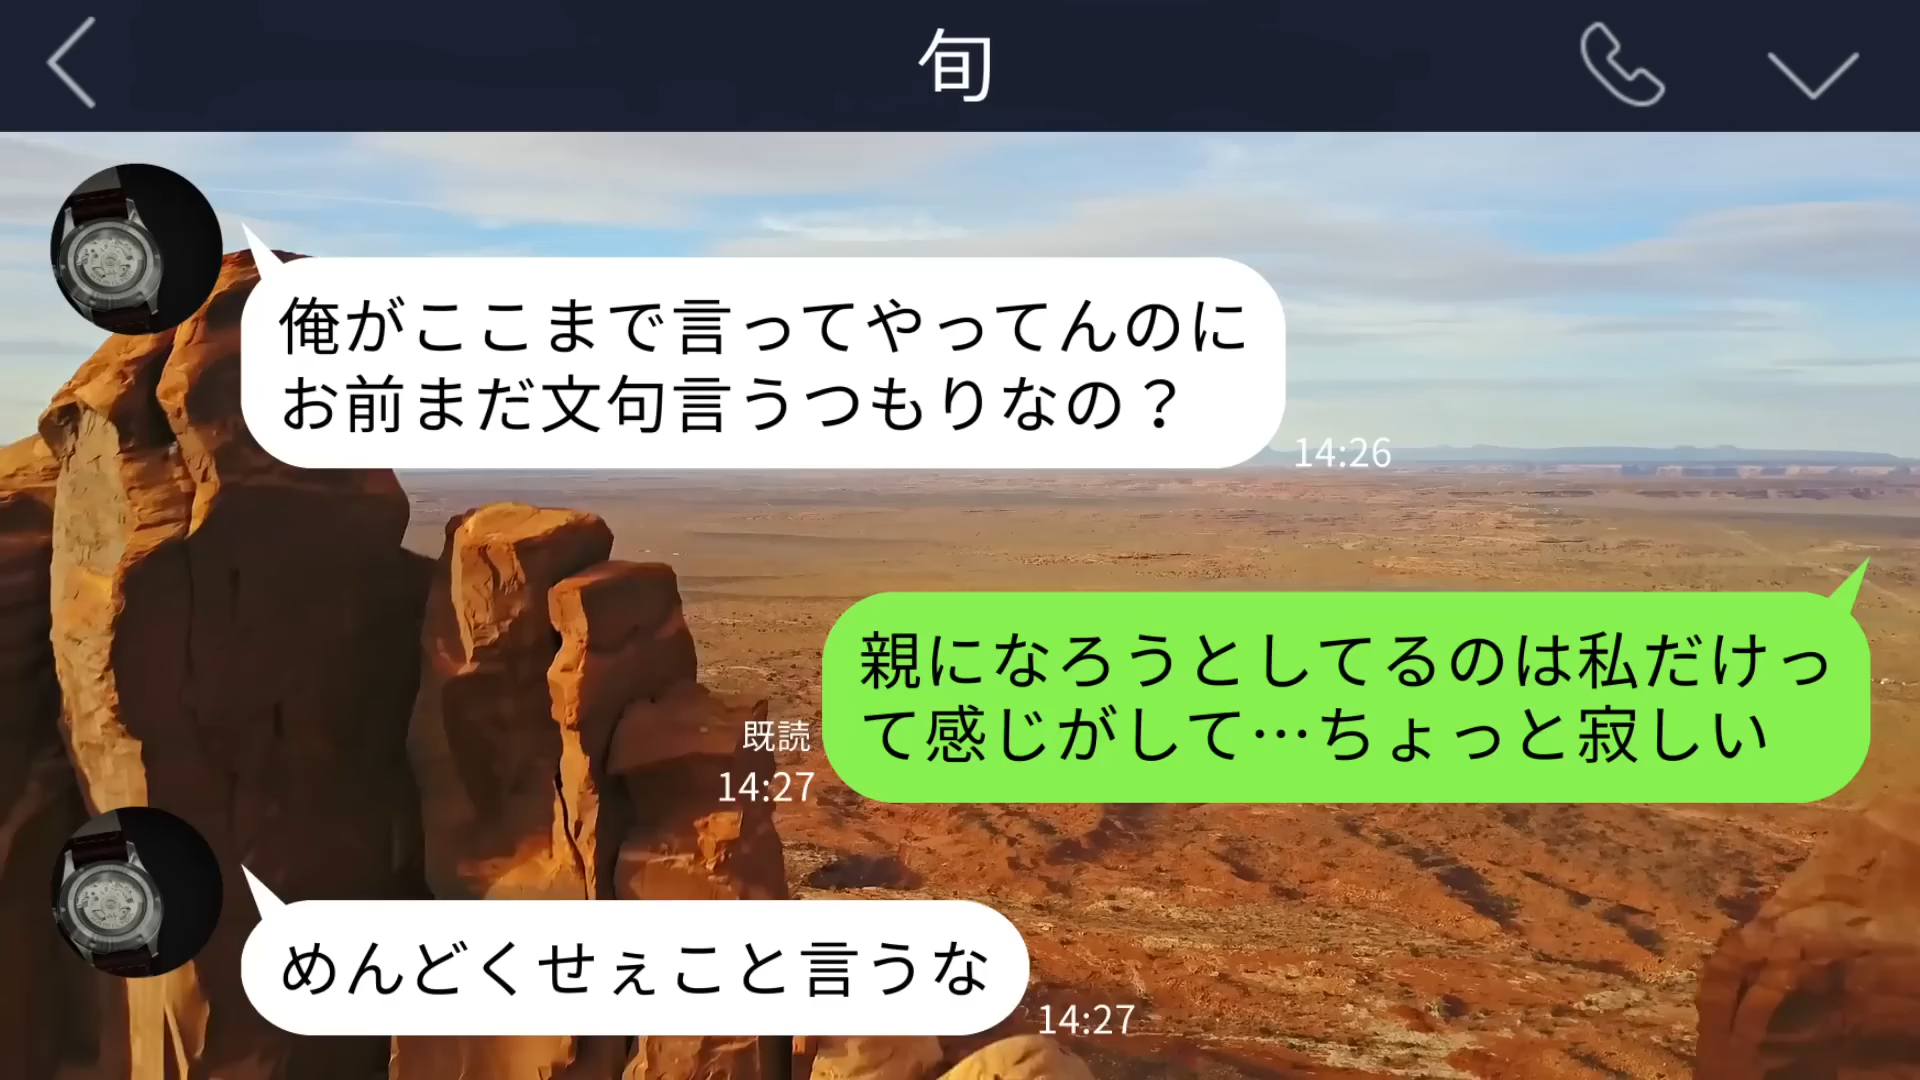 旬
俺がここまで言ってやってんのに
お前まだ文句言うつもりなの？
14:26
親になろうとしてるのは私だけっ
て感じがして…ちょっと寂しい
既読
14:27
めんどくせぇこと言うな
14:27